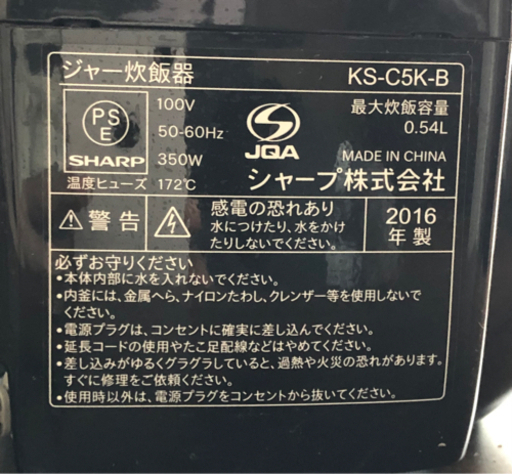 ジャー炊飯器 KS-C5K-B
PS
E
SHARP
100V
50-60Hz
350W
温度ヒューズ 172℃
JQA
最大炊飯容量
0.54L
MADE IN CHINA
シャープ株式会社
警告
感電の恐れあり
水につけたり、水をかけ
たりしないでください。
2016
年製
必ずお守りください
・本体内部に水を入れないでください。
・内釜には、金属へら、ナイロンたわし、クレンザー等を使用しないで
ください。
・電源プラグは、コンセントに確実に差し込んでください。
・延長コードの使用やたこ足配線などはやめてください。
・差し込みがゆるくグラグラしていると、過熱や火災の恐れがあります。
すぐに修理をご依頼ください。
・使用時以外は、電源プラグをコンセントから抜いてください。